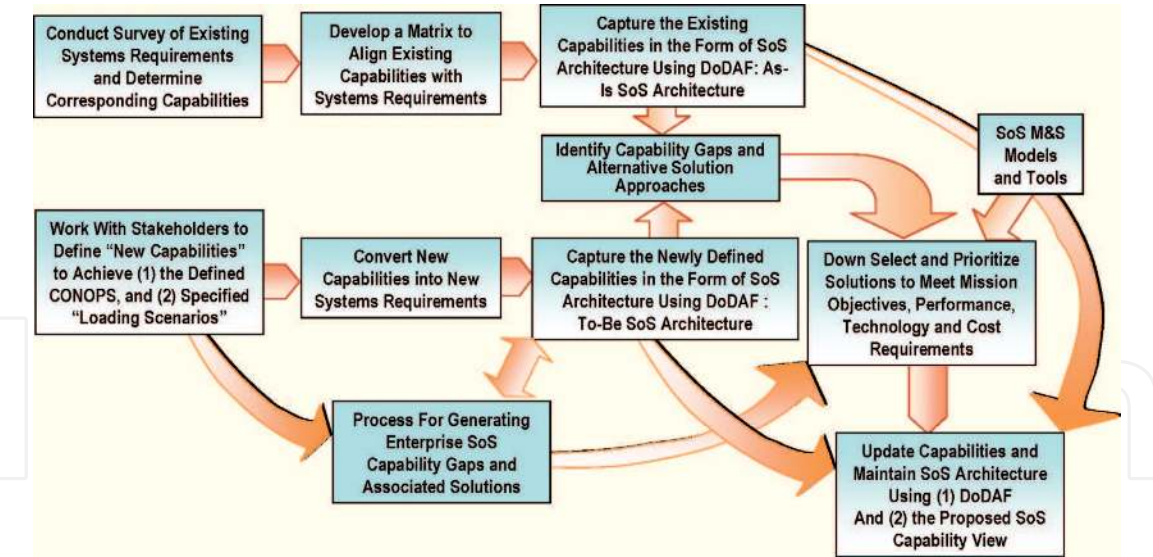 Conduct Survey of Existing
Systems Requirements
and Determine
Corresponding Capabilities
Develop a Matrix to
Align Existing
Capabilities with
Systems Requirements
Capture the Existing
Capabilities in the Form of SoS
Architecture Using DoDAF: As-
Is SoS Architecture
SoS M&S
Models
and Tools
Identify Capability Gaps and
Alternative Solution
Approaches
Work With Stakeholders to
Define “New Capabilities”
to Achieve (1) the Defined
CONOPS, and (2) Specified
“Loading Scenarios”
Convert New
Capabilities into New
Systems Requirements
Capture the Newly Defined
Capabilities in the Form of SoS
Architecture Using DoDAF :
To-Be SoS Architecture
Down Select and Prioritize
Solutions to Meet Mission
Objectives, Performance,
Technology and Cost
Requirements
Process For Generating
Enterprise SoS
Capability Gaps and
Associated Solutions
Update Capabilities and
Maintain SoS Architecture
Using (1) DoDAF
And (2) the Proposed SoS
Capability View